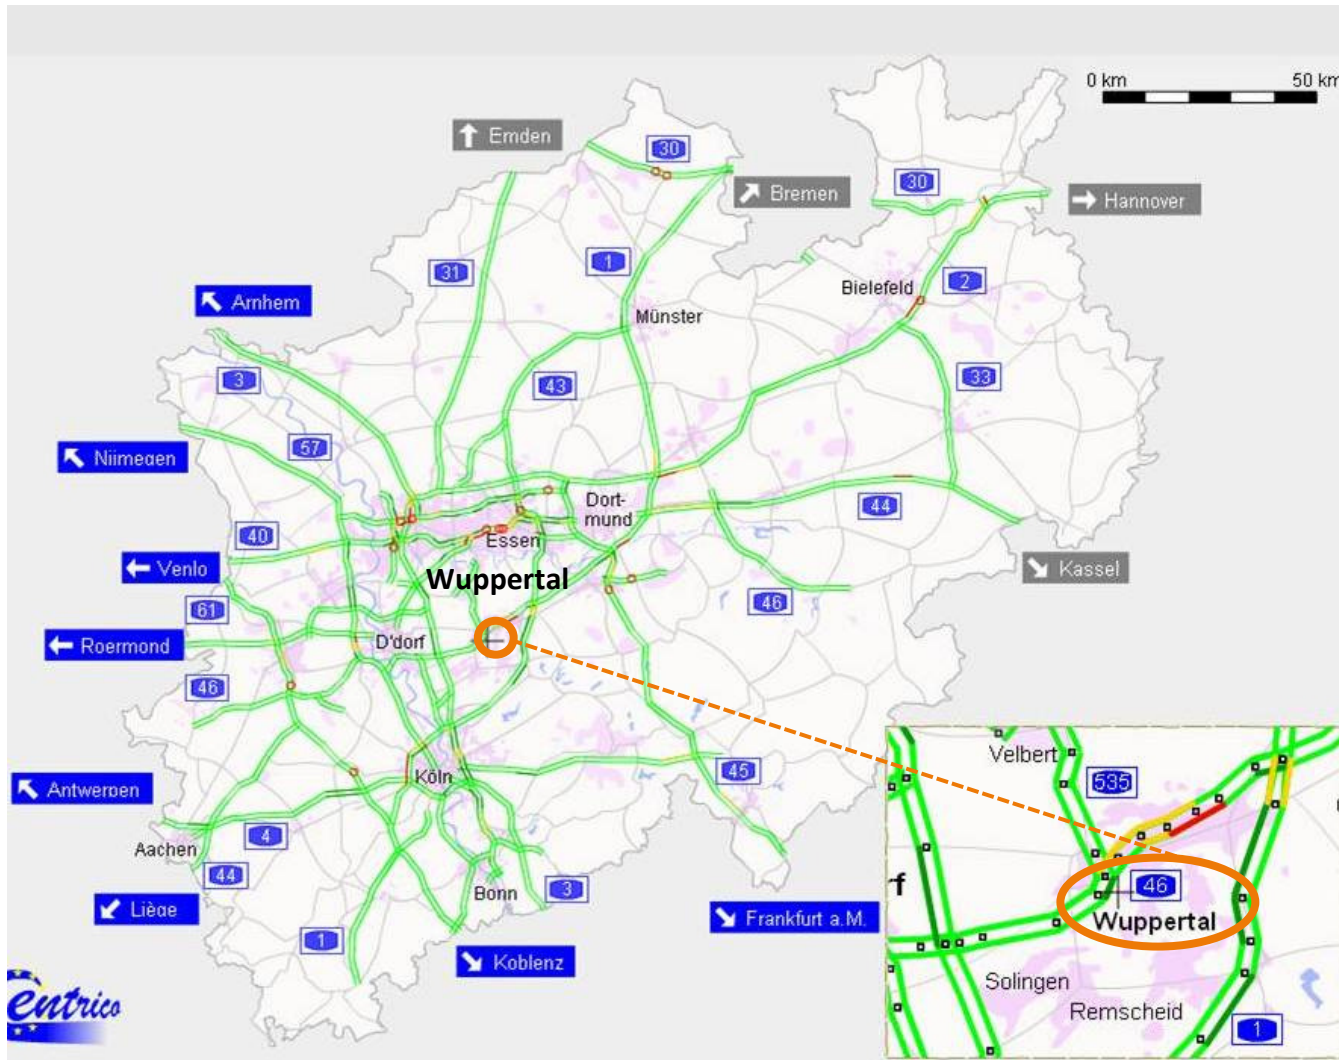 0 km 50 km
Emden
30
Bremen
30
Hannover
31
1
Bielefeld
2
Arnhem
Münster
3
43
33
57
Nijmegen
Dort-
mund
44
40
Essen
Venlo
Kassel
Wuppertal
61
46
D'dorf
Roermond
46
Velbert
Köln
45
535
Antwerpen
4
Aachen
44
Bonn
3
rf
46
Liège
Frankfurt a.M.
Wuppertal
1
Koblenz
Solingen
Remscheid
entrico
1